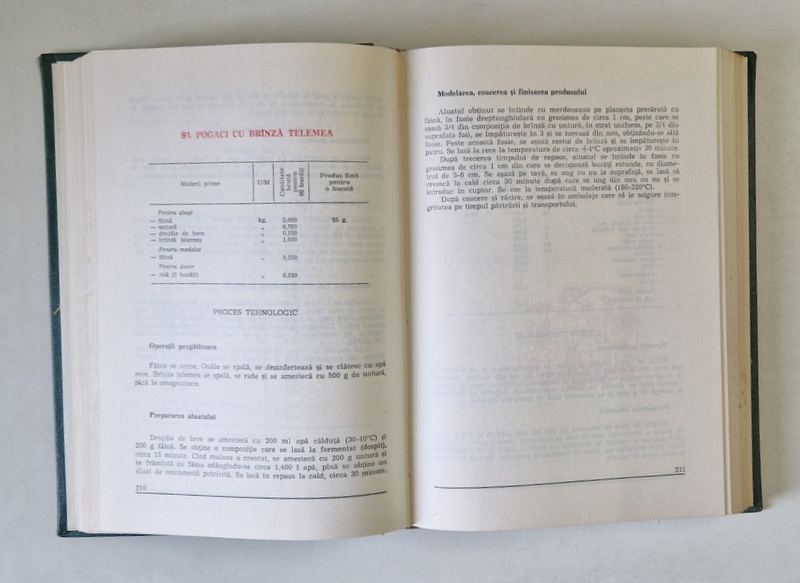 91. POGACI CU BRÎNZĂ TELEMEA
Materii prime
U/M
Cantitate brută pentru bucăți
Produs finit pentru o bucată
Pentru aluat
— făină kg. 3,000 55 g.
— untură „ 0,700
— drojdie de bere „ 0,150
— brînză telemea „ 1,500
Pentru modelat
— făină „ 0,150
Pentru decor
— ouă (3 bucăți) „ 0,150
PROCES TEHNOLOGIC
Operații pregătitoare
Făina se cerne. Ouăle se spală, se dezinfectează și se clătesc cu apă
rece. Brînza telemea se spală, se rade și se amestecă cu 500 g de untură,
pînă la omogenizare.
Prepararea aluatului
Drojdia de bere se amestecă cu 200 ml apă călduță (30-40°C) și
200 g făină. Se obține o compoziție care se lasă la fermentat (dospit),
circa 15 minute. Cînd maiaua a crescut, se amestecă cu 200 g untură și
se frămîntă cu făina adăugîndu-se circa 1,400 l apă, pînă se obține un
aluat de consistență potrivită. Se lasă în repaos la cald, circa 30 minute.
210
Modelarea, coacerea și finisarea produsului
Aluatul obținut se întinde cu merdeneaua pe planșeta presărată cu
făină, în foaie dreptunghiulară cu grosimea de circa 1 cm, peste care se
așază 3/4 din compoziția de brînză cu untură, în strat uniform, pe 3/4 din
suprafața foii, se împăturește în 3 și se rulează din nou, obținîndu-se altă
foaie. Peste această foaie, se așază restul de brînză și se împăturește în
patru. Se lasă la rece la temperatura de circa +4°C aproximativ 30 minute.
După trecerea timpului de repaos, aluatul se întinde în foaie cu
grosimea de circa 1 cm din care se decupează bucăți rotunde, cu diame-
trul de 5-6 cm. Se așază pe tavă, se ung cu ou la suprafață, se lasă să
crească la cald circa 30 minute după care se ung din nou cu ou și se
introduc în cuptor. Se coc la temperatură moderată (180-220°C).
După coacere și răcire, se așază în ambalaje care să le asigure inte-
gritatea pe timpul păstrării și transportului.
211